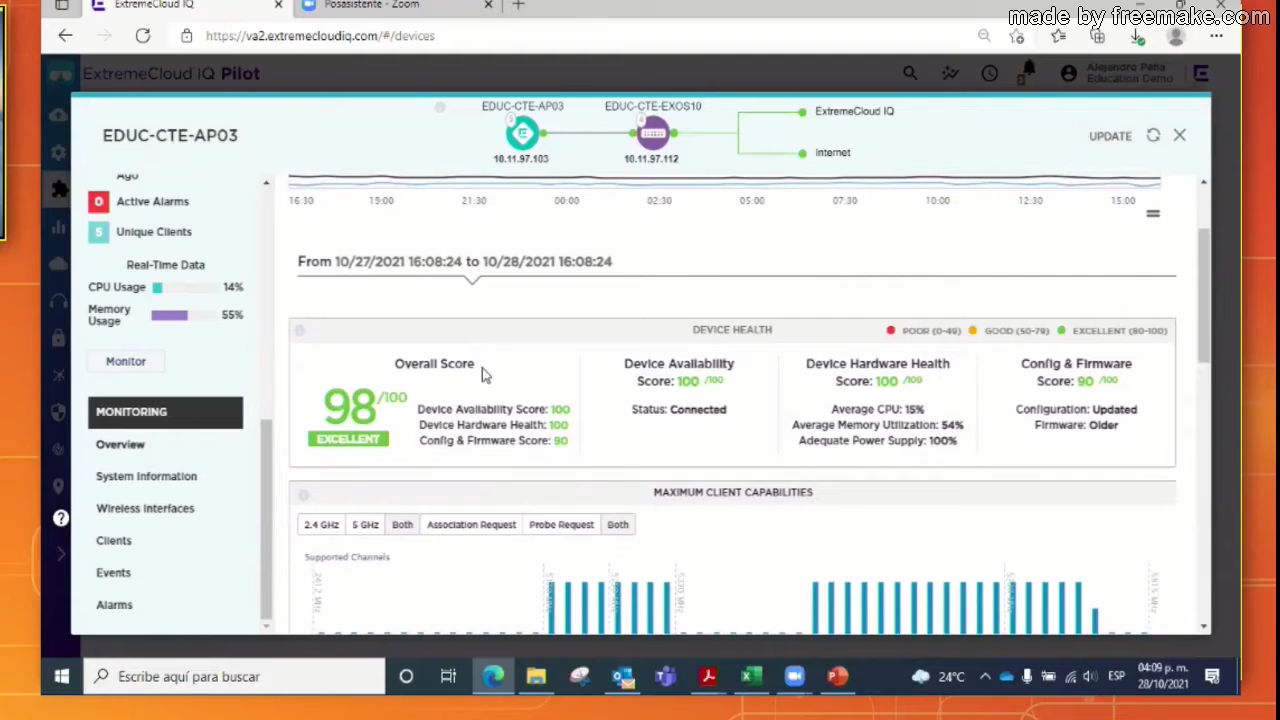 made by freemake.com
ExtremeCloud IQ
Posasistente - Zoom
https://va2.extremecloudiq.com/#/devices
ExtremeCloud IQ Pilot
Alejandro Peña
Education Demo
EDUC-CTE-AP03
EDUC-CTE-EXOS10
ExtremeCloud IQ
Internet
10.11.97.103
10.11.97.112
EDUC-CTE-AP03
UPDATE
Ago
0 Active Alarms
5 Unique Clients
Real-Time Data
CPU Usage 14%
Memory Usage 55%
Monitor
MONITORING
Overview
System Information
Wireless Interfaces
Clients
Events
Alarms
16:30 19:00 21:30 00:00 02:30 05:00 07:30 10:00 12:30 15:00
From 10/27/2021 16:08:24 to 10/28/2021 16:08:24
DEVICE HEALTH
POOR (0-49) GOOD (50-79) EXCELLENT (80-100)
Overall Score
98/100
EXCELLENT
Device Availability Score: 100
Device Hardware Health: 100
Config & Firmware Score: 90
Device Availability
Score: 100 /100
Status: Connected
Device Hardware Health
Score: 100 /100
Average CPU: 15%
Average Memory Utilization: 54%
Adequate Power Supply: 100%
Config & Firmware
Score: 90 /100
Configuration: Updated
Firmware: Older
MAXIMUM CLIENT CAPABILITIES
2.4 GHz 5 GHz Both Association Request Probe Request Both
Supported Channels
Escribe aquí para buscar
24°C
ESP
04:09 p. m.
28/10/2021